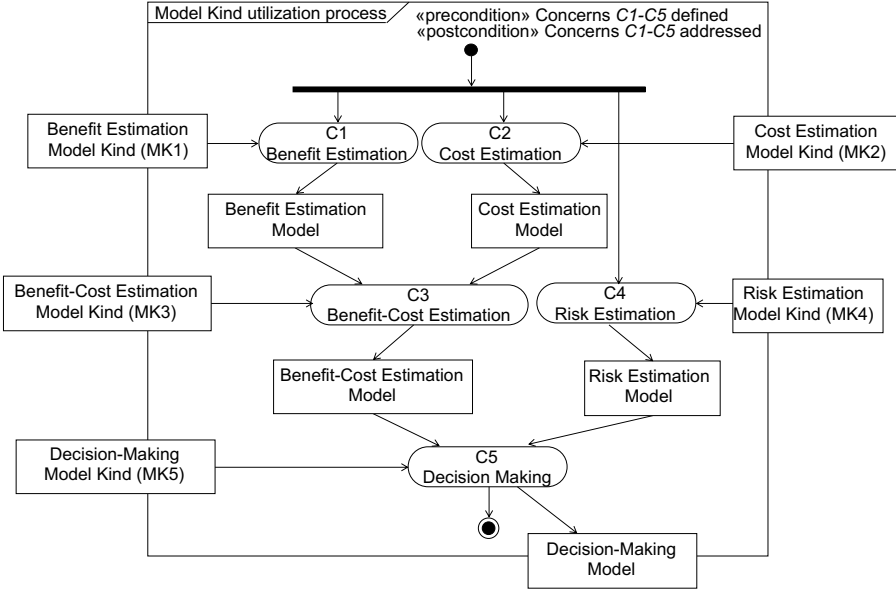 Model Kind utilization process
«precondition» Concerns C1-C5 defined
«postcondition» Concerns C1-C5 addressed
Benefit Estimation
Model Kind (MK1)
C1
Benefit Estimation
C2
Cost Estimation
Cost Estimation
Model Kind (MK2)
Benefit Estimation
Model
Cost Estimation
Model
Benefit-Cost Estimation
Model Kind (MK3)
C3
Benefit-Cost Estimation
C4
Risk Estimation
Risk Estimation
Model Kind (MK4)
Benefit-Cost Estimation
Model
Risk Estimation
Model
Decision-Making
Model Kind (MK5)
C5
Decision Making
Decision-Making
Model